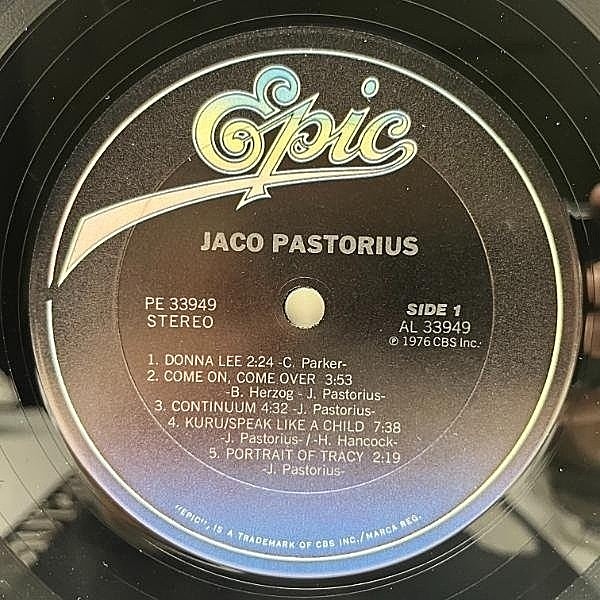 Epic
JACO PASTORIUS
PE 33949
STEREO
SIDE 1
AL 33949
℗ 1976 CBS Inc.
1. DONNA LEE 2:24 -C. Parker-
2. COME ON, COME OVER 3:53
-B. Herzog - J. Pastorius-
3. CONTINUUM 4:32 -J. Pastorius-
4. KURU/SPEAK LIKE A CHILD 7:38
-J. Pastorius-/-H. Hancock-
5. PORTRAIT OF TRACY 2:19
-J. Pastorius-
"EPIC", IS A TRADEMARK OF CBS INC./MARCA REG.